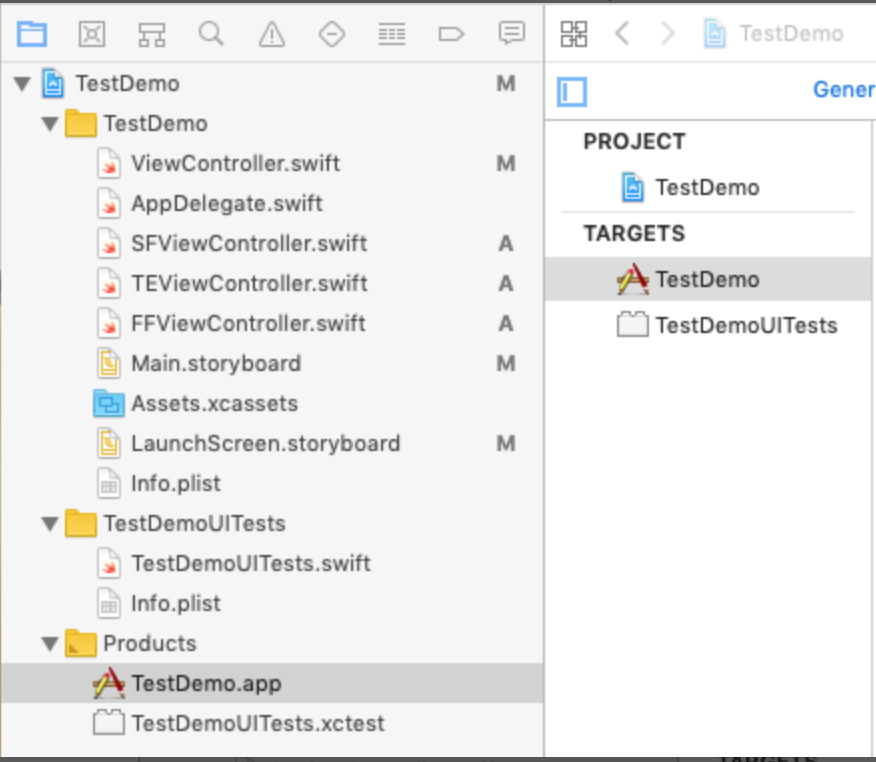 TestDemo M
TestDemo
ViewController.swift M
AppDelegate.swift
SFViewController.swift A
TEViewController.swift A
FFViewController.swift A
Main.storyboard M
Assets.xcassets
LaunchScreen.storyboard M
Info.plist
TestDemoUITests
TestDemoUITests.swift
Info.plist
Products
TestDemo.app
TestDemoUITests.xctest
TestDemo
Gener
PROJECT
TestDemo
TARGETS
TestDemo
TestDemoUITests